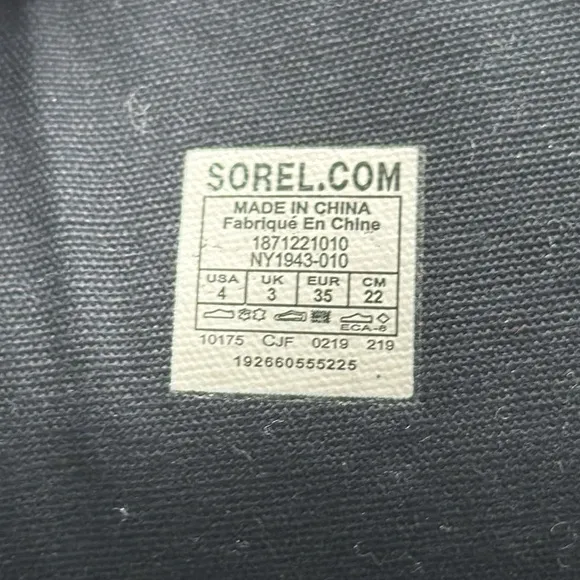 SOREL.COM
MADE IN CHINA
Fabriqué En Chine
1871221010
NY1943-010
USA UK EUR CM
4 3 35 22
ECA-6
10175 CJF 0219 219
192660555225